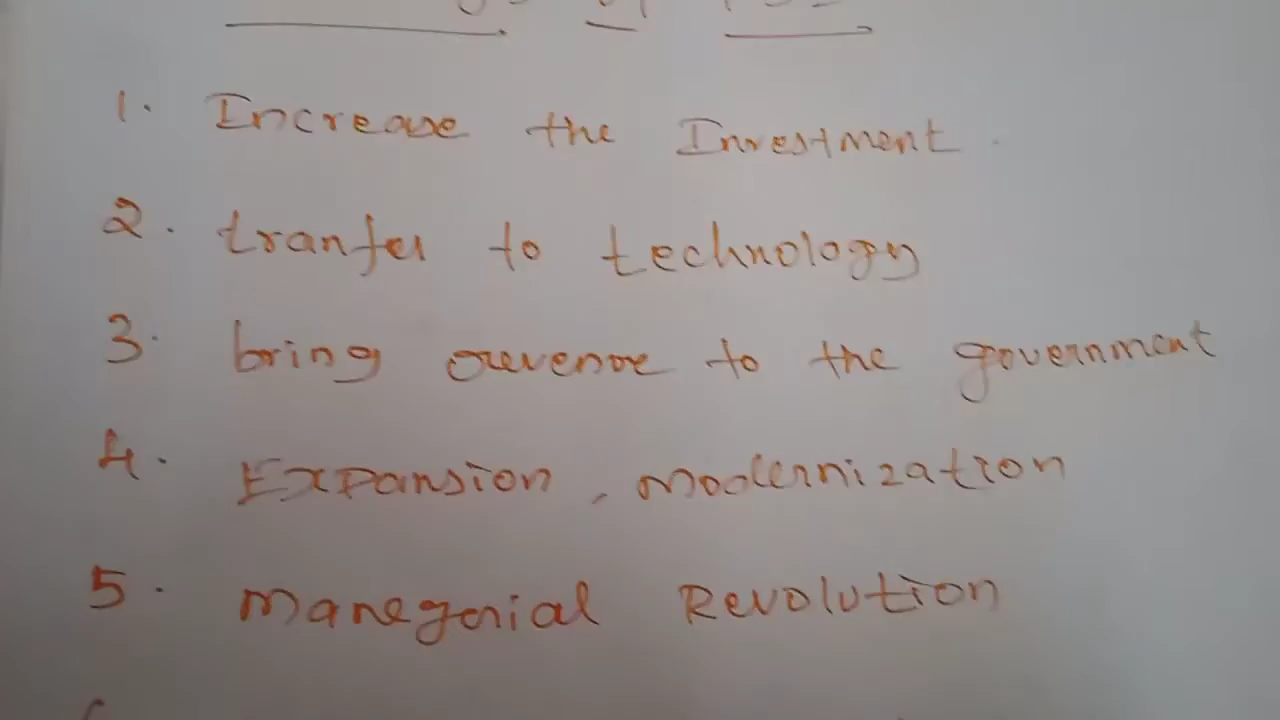 1. Increase the Investment.
2. tranfer to technology
3. bring revenue to the government
4. Expansion, modernization
5. Manegerial Revolution